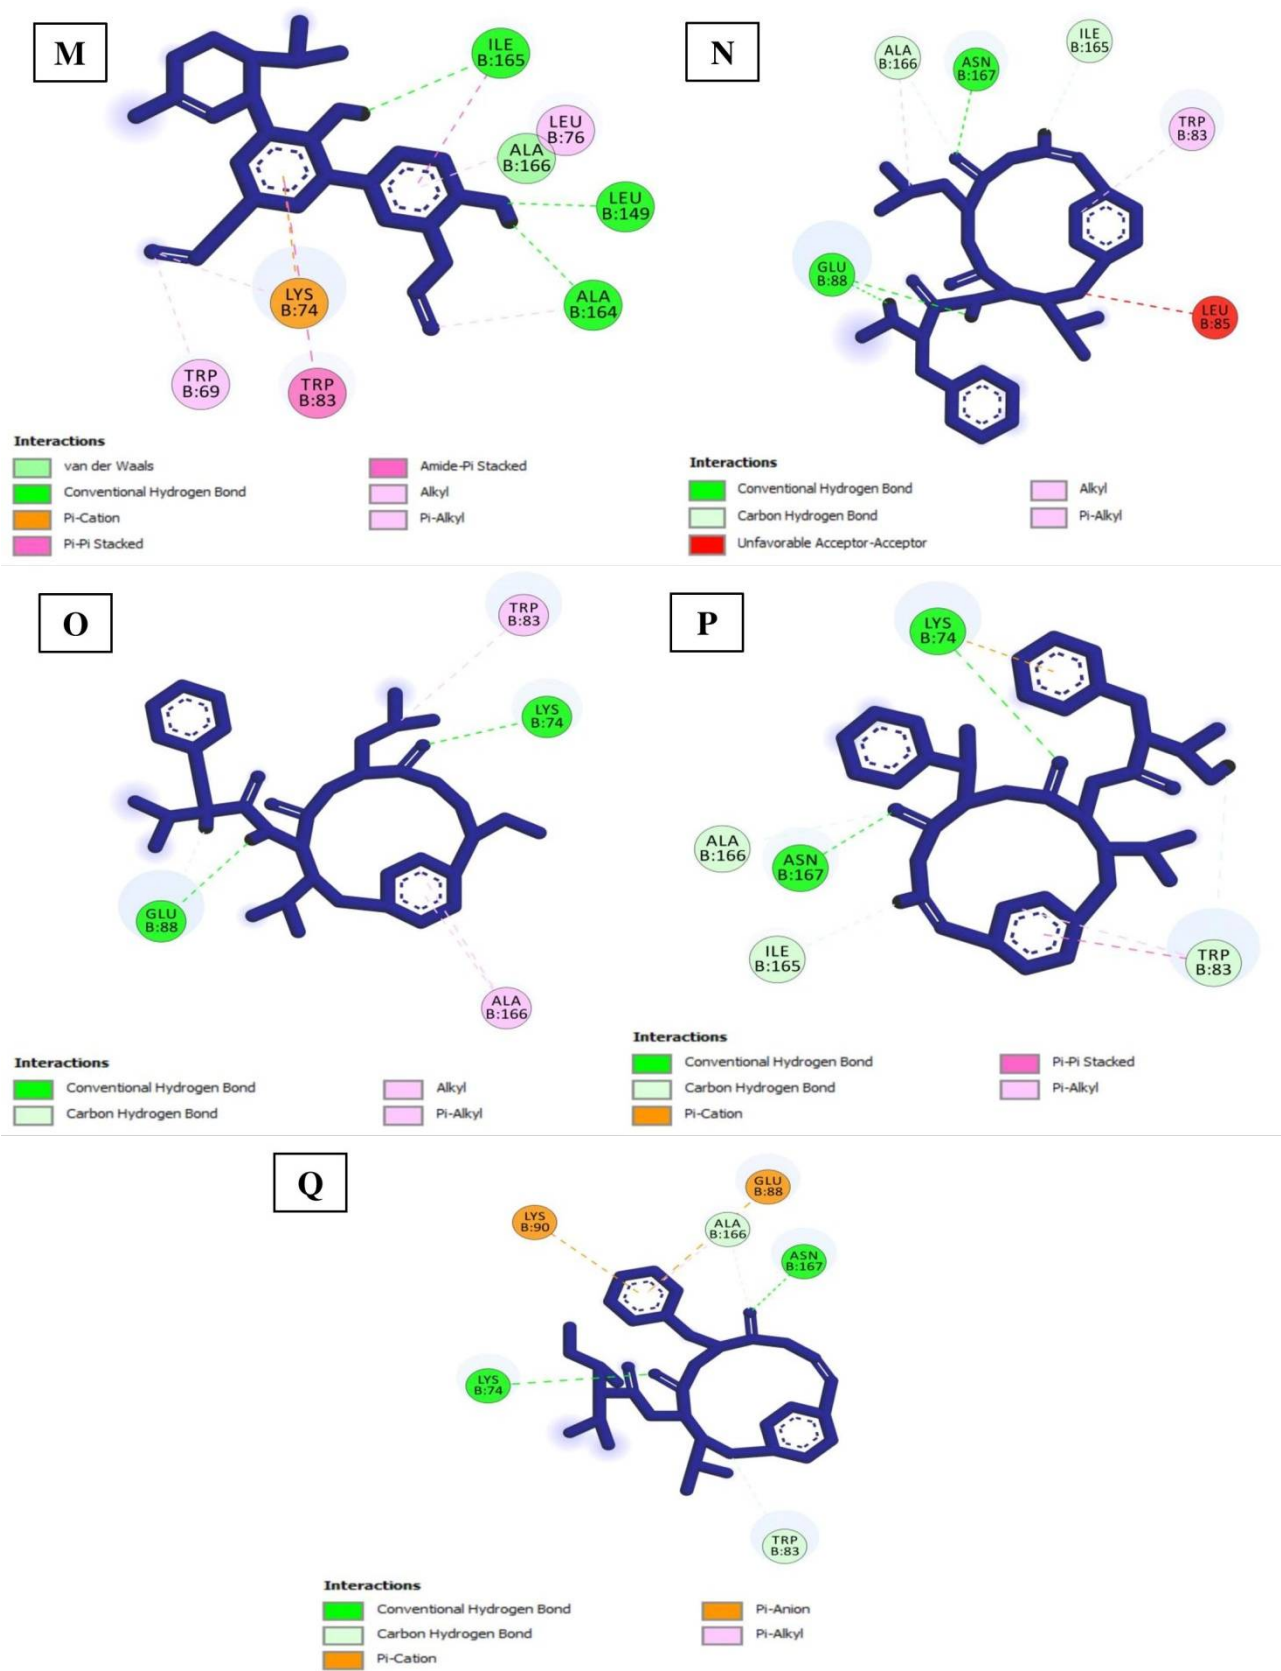 M
ILE
B:165
LEU
B:76
ALA
B:166
LEU
B:149
LYS
B:74
ALA
B:164
TRP
B:69
TRP
B:83
Interactions
van der Waals
Conventional Hydrogen Bond
Pi-Cation
Pi-Pi Stacked
Amide-Pi Stacked
Alkyl
Pi-Alkyl
N
ALA
B:166
ASN
B:167
ILE
B:165
TRP
B:83
GLU
B:88
LEU
B:85
Interactions
Conventional Hydrogen Bond
Carbon Hydrogen Bond
Unfavorable Acceptor-Acceptor
Alkyl
Pi-Alkyl
O
TRP
B:83
LYS
B:74
GLU
B:88
ALA
B:166
Interactions
Conventional Hydrogen Bond
Carbon Hydrogen Bond
Alkyl
Pi-Alkyl
P
LYS
B:74
ALA
B:166
ASN
B:167
ILE
B:165
TRP
B:83
Interactions
Conventional Hydrogen Bond
Carbon Hydrogen Bond
Pi-Cation
Pi-Pi Stacked
Pi-Alkyl
Q
GLU
B:88
LYS
B:90
ALA
B:166
ASN
B:167
LYS
B:74
TRP
B:83
Interactions
Conventional Hydrogen Bond
Carbon Hydrogen Bond
Pi-Cation
Pi-Anion
Pi-Alkyl